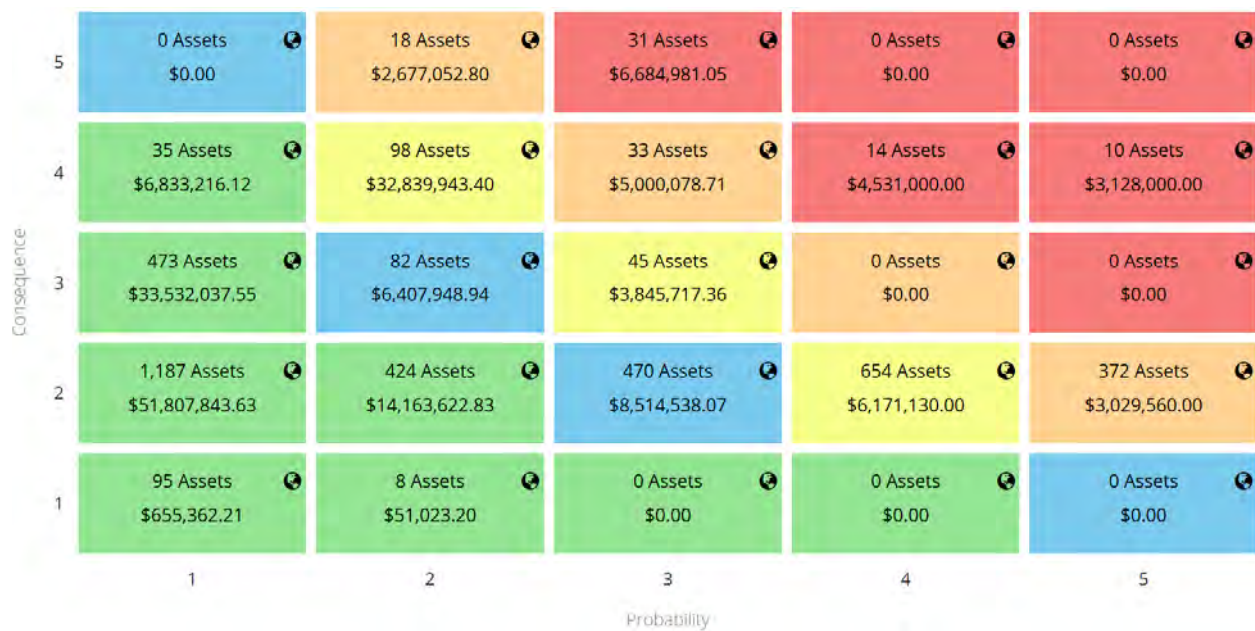 0 Assets
$0.00
18 Assets
$2,677,052.80
31 Assets
$6,684,981.05
0 Assets
$0.00
0 Assets
$0.00
5
35 Assets
$6,833,216.12
98 Assets
$32,839,943.40
33 Assets
$5,000,078.71
14 Assets
$4,531,000.00
10 Assets
$3,128,000.00
4
Consequence
473 Assets
$33,532,037.55
82 Assets
$6,407,948.94
45 Assets
$3,845,717.36
0 Assets
$0.00
0 Assets
$0.00
3
1,187 Assets
$51,807,843.63
424 Assets
$14,163,622.83
470 Assets
$8,514,538.07
654 Assets
$6,171,130.00
372 Assets
$3,029,560.00
2
95 Assets
$655,362.21
8 Assets
$51,023.20
0 Assets
$0.00
0 Assets
$0.00
0 Assets
$0.00
1
1 2 3 4 5
Probability